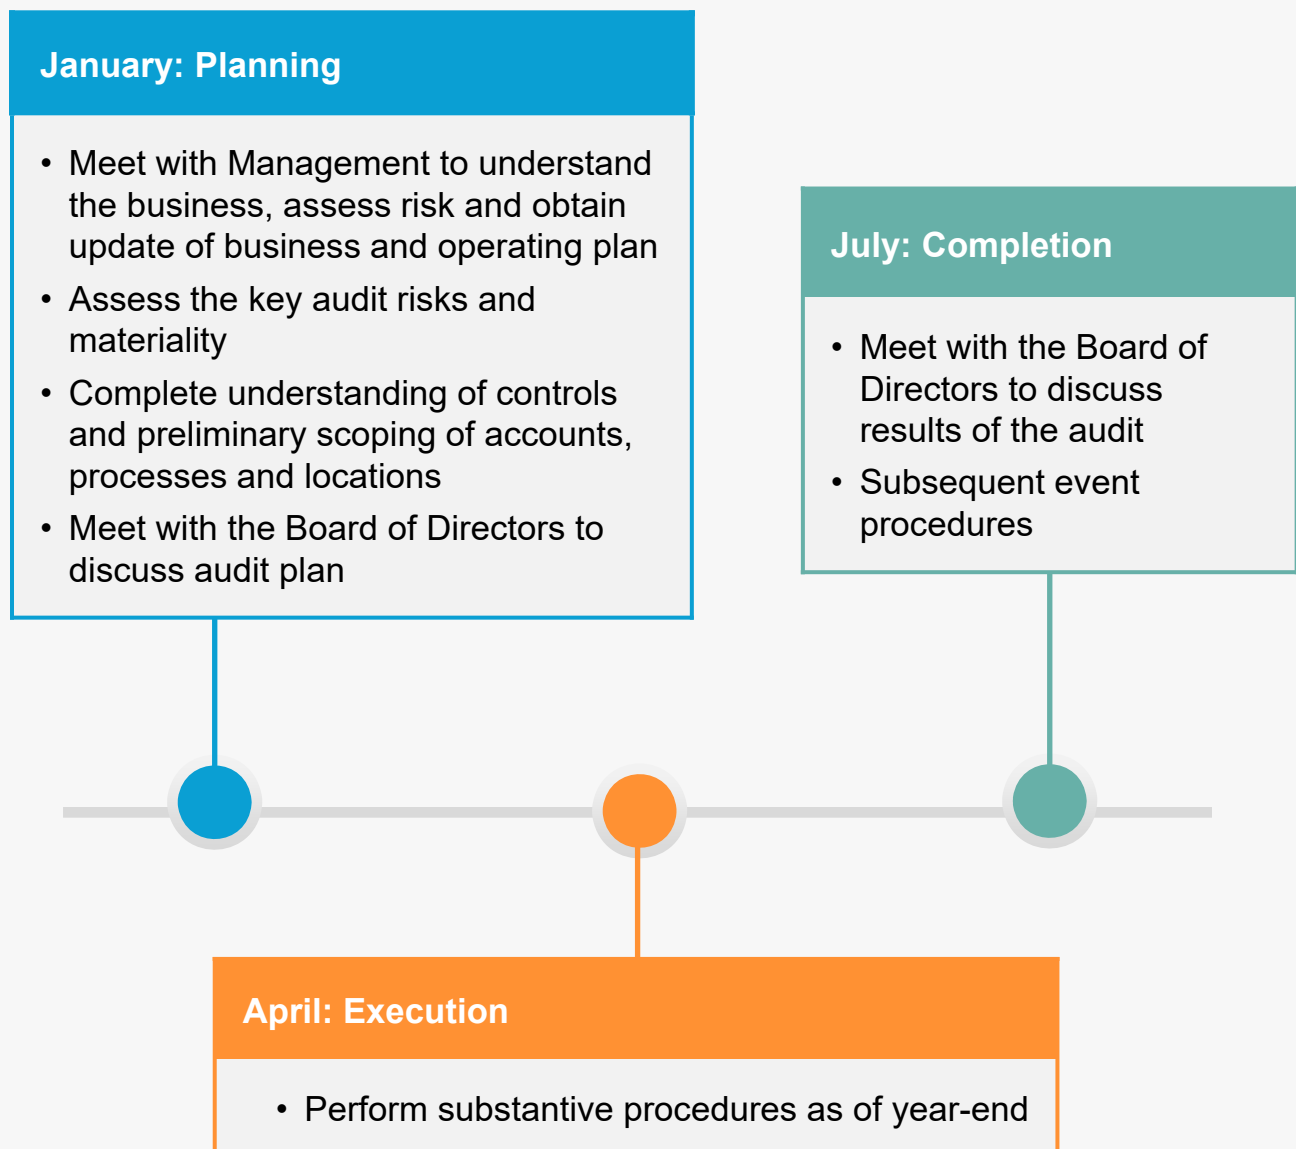 January: Planning
• Meet with Management to understand
the business, assess risk and obtain
update of business and operating plan
• Assess the key audit risks and
materiality
• Complete understanding of controls
and preliminary scoping of accounts,
processes and locations
• Meet with the Board of Directors to
discuss audit plan
July: Completion
• Meet with the Board of
Directors to discuss
results of the audit
• Subsequent event
procedures
April: Execution
• Perform substantive procedures as of year-end